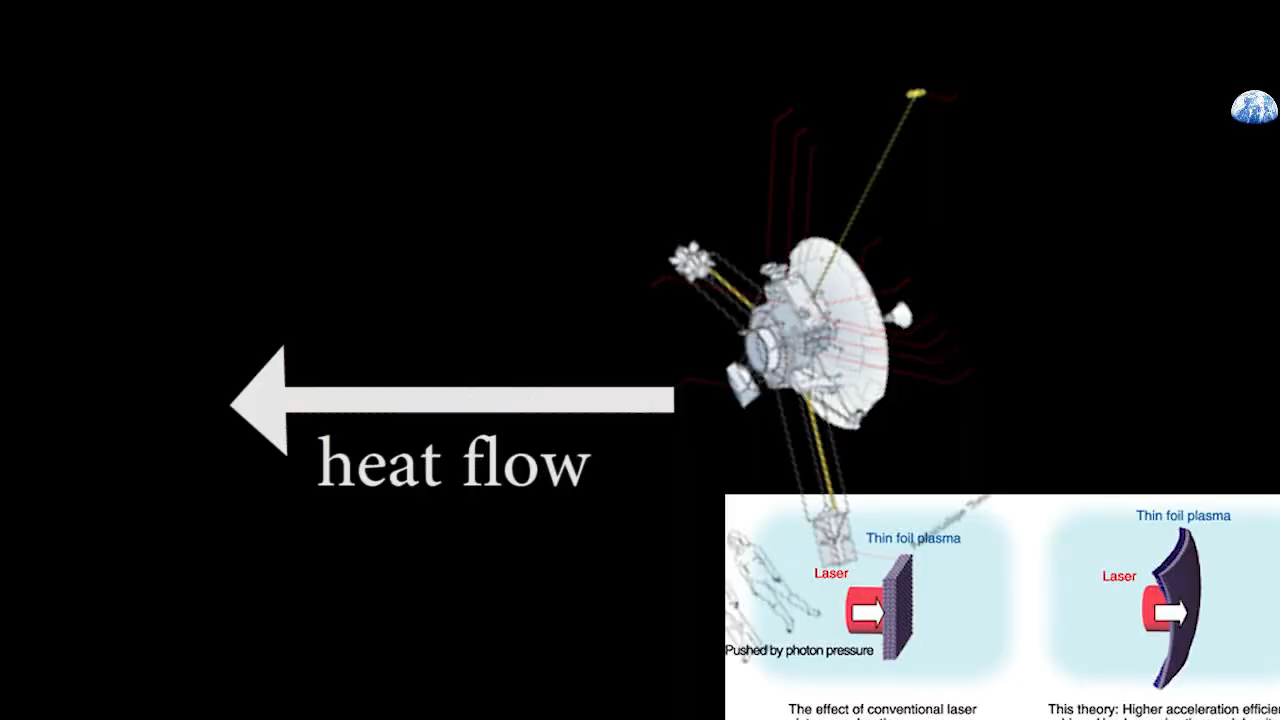 heat flow
Thin foil plasma
Thin foil plasma
Laser
Laser
Pushed by photon pressure
The effect of conventional laser
This theory: Higher acceleration